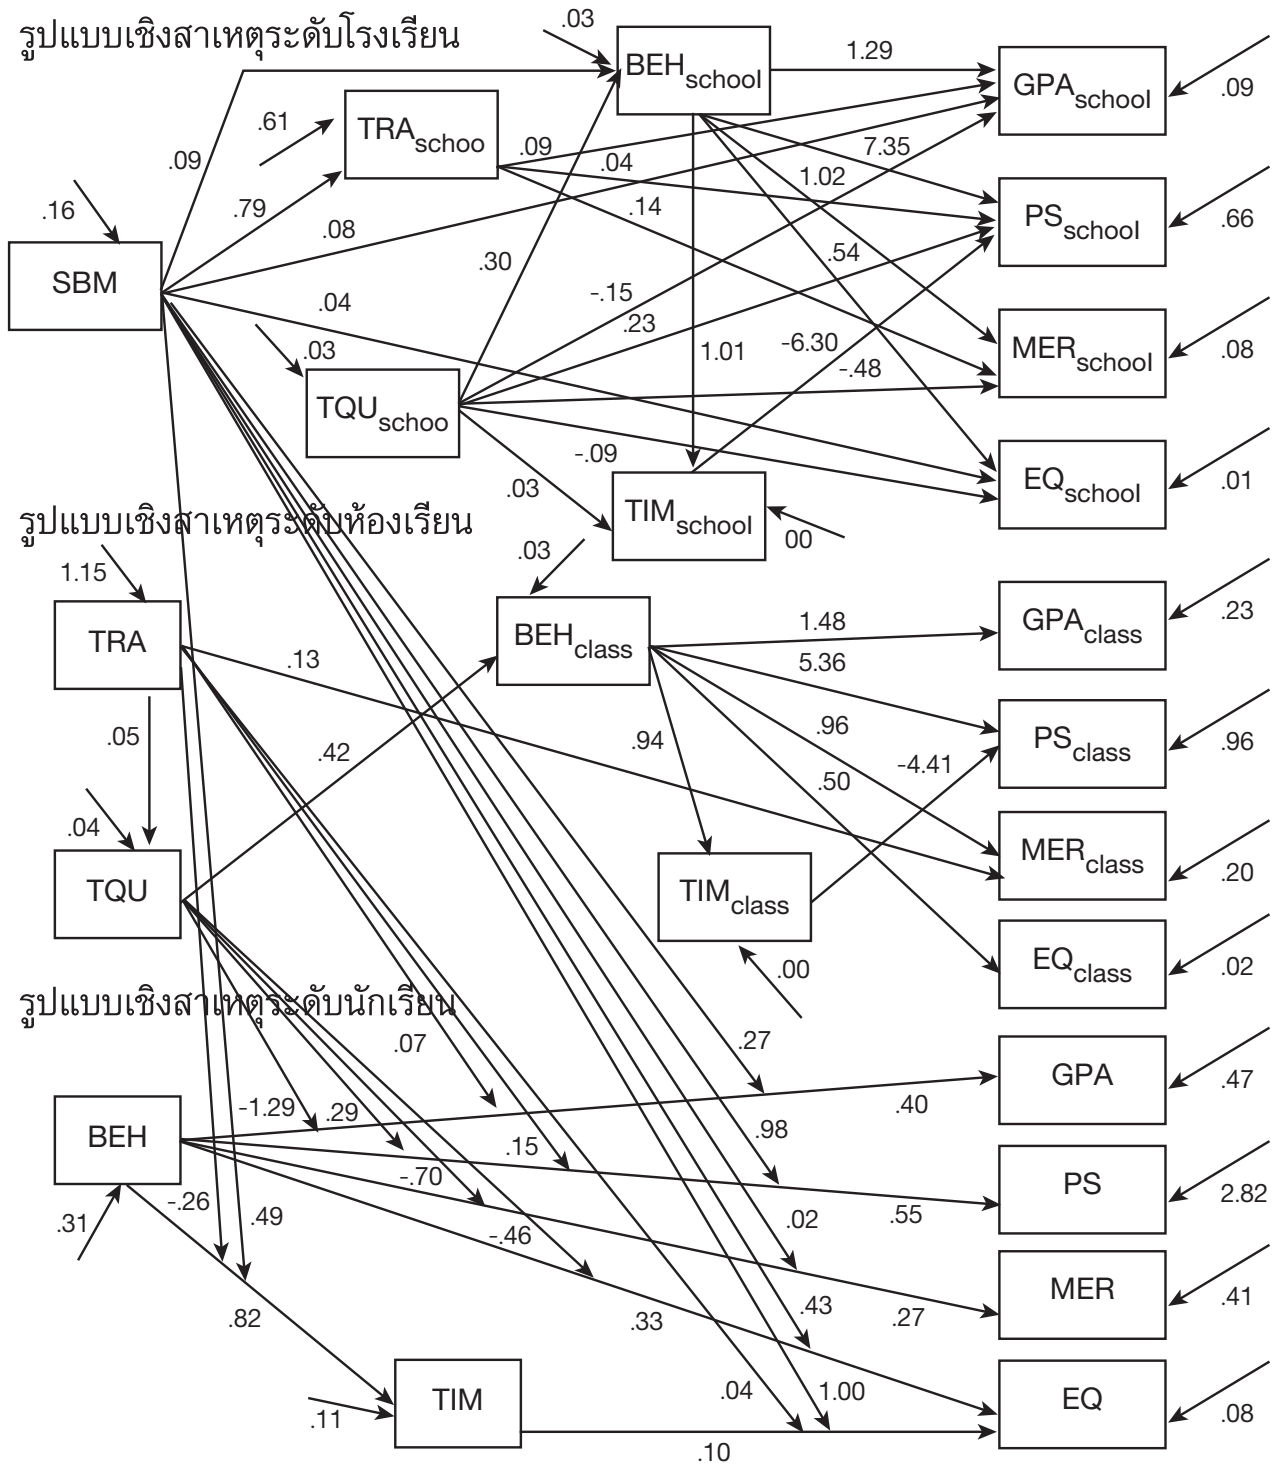 รูปแบบเชิงสาเหตุระดับโรงเรียน
.03
BEHschool
1.29
GPAschool
.09
.61
TRAschoo
.09
.09
7.35
.04
1.02
.16
.79
.14
PSschool
.66
.08
SBM
.30
.54
.04
-.15
.23
-6.30
1.01
-.48
MERschool
.08
.03
TQUschoo
-.09
.03
EQschool
.01
TIMschool
00
รูปแบบเชิงสาเหตุระดับห้องเรียน
.03
1.15
TRA
BEHclass
1.48
GPAclass
.23
.13
5.36
.05
.42
.94
.96
-4.41
PSclass
.96
.50
.04
TQU
TIMclass
MERclass
.20
.00
EQclass
.02
รูปแบบเชิงสาเหตุระดับนักเรียน
.07
.27
GPA
.47
.40
-1.29
.29
BEH
.15
.98
-.70
PS
2.82
.55
.31
-.26
.49
-.46
.02
MER
.41
.82
.33
.43
.27
TIM
.11
.04
1.00
EQ
.08
.10